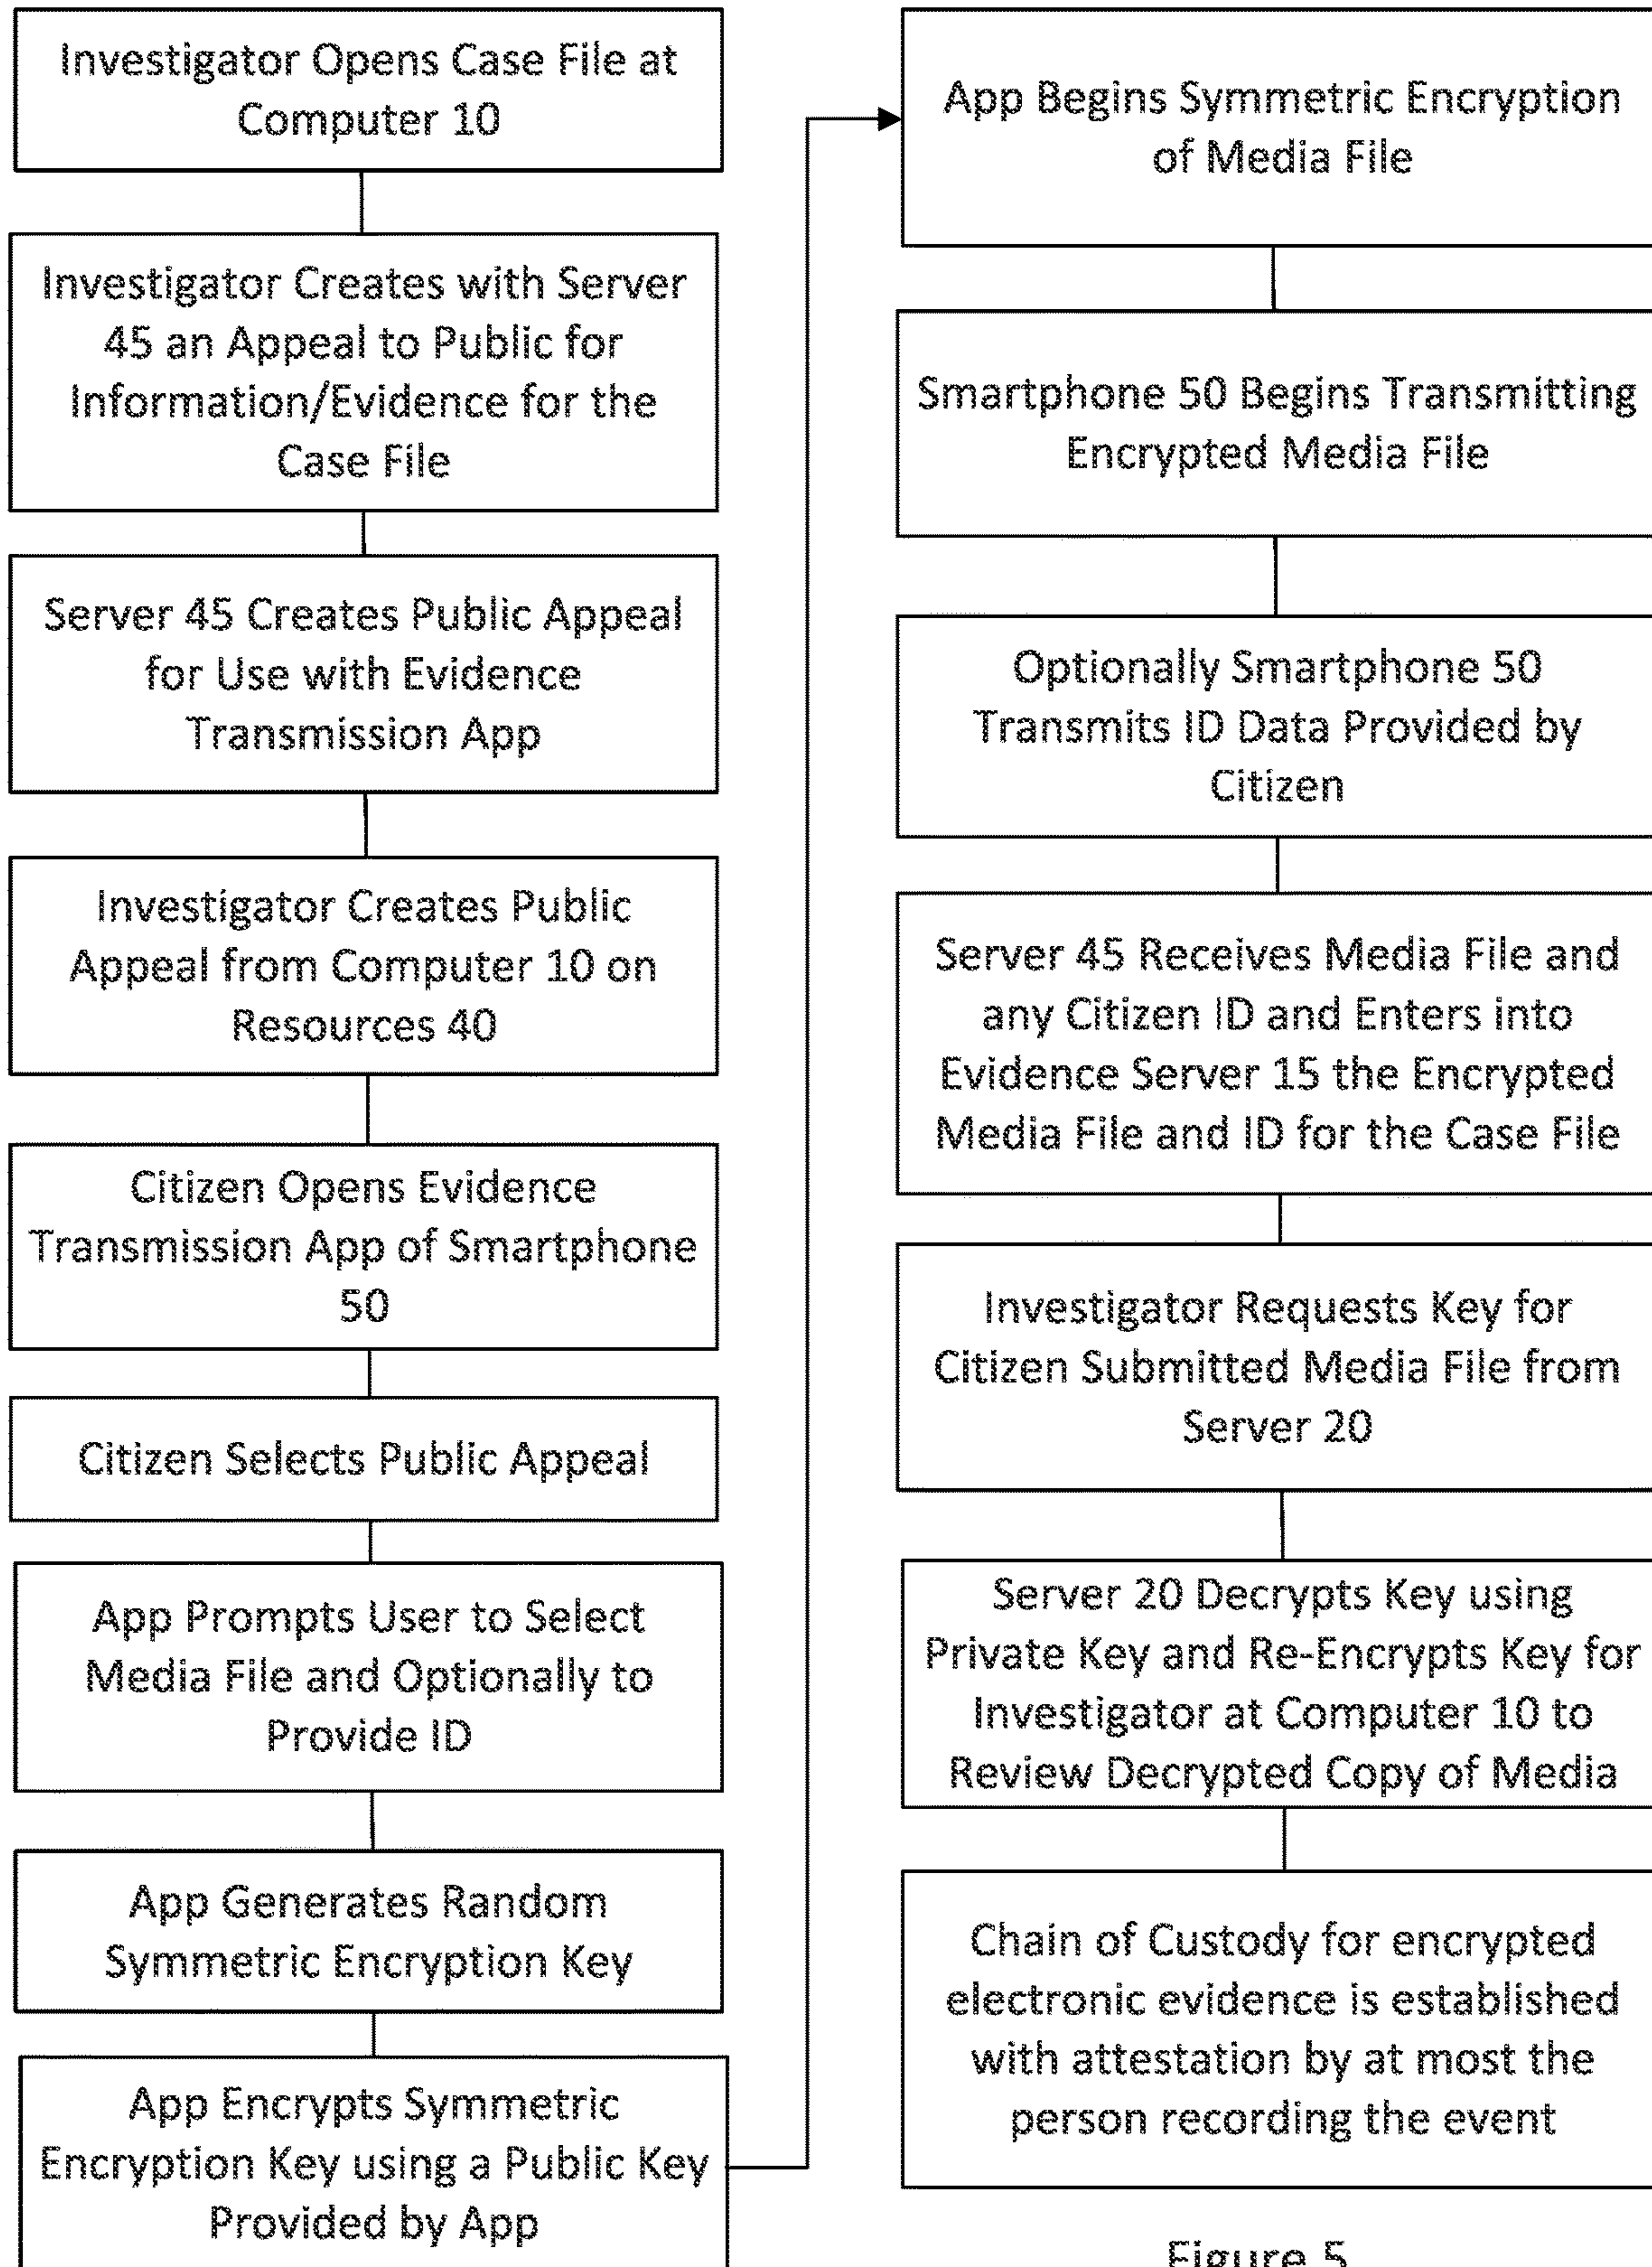 Investigator Opens Case File at
Computer 10
Investigator Creates with Server
45 an Appeal to Public for
Information/Evidence for the
Case File
Server 45 Creates Public Appeal
for Use with Evidence
Transmission App
Investigator Creates Public
Appeal from Computer 10 on
Resources 40
Citizen Opens Evidence
Transmission App of Smartphone
50
Citizen Selects Public Appeal
App Prompts User to Select
Media File and Optionally to
Provide ID
App Generates Random
Symmetric Encryption Key
App Encrypts Symmetric
Encryption Key using a Public Key
Provided by App
App Begins Symmetric Encryption
of Media File
Smartphone 50 Begins Transmitting
Encrypted Media File
Optionally Smartphone 50
Transmits ID Data Provided by
Citizen
Server 45 Receives Media File and
any Citizen ID and Enters into
Evidence Server 15 the Encrypted
Media File and ID for the Case File
Investigator Requests Key for
Citizen Submitted Media File from
Server 20
Server 20 Decrypts Key using
Private Key and Re-Encrypts Key for
Investigator at Computer 10 to
Review Decrypted Copy of Media
Chain of Custody for encrypted
electronic evidence is established
with attestation by at most the
person recording the event
Figure 5